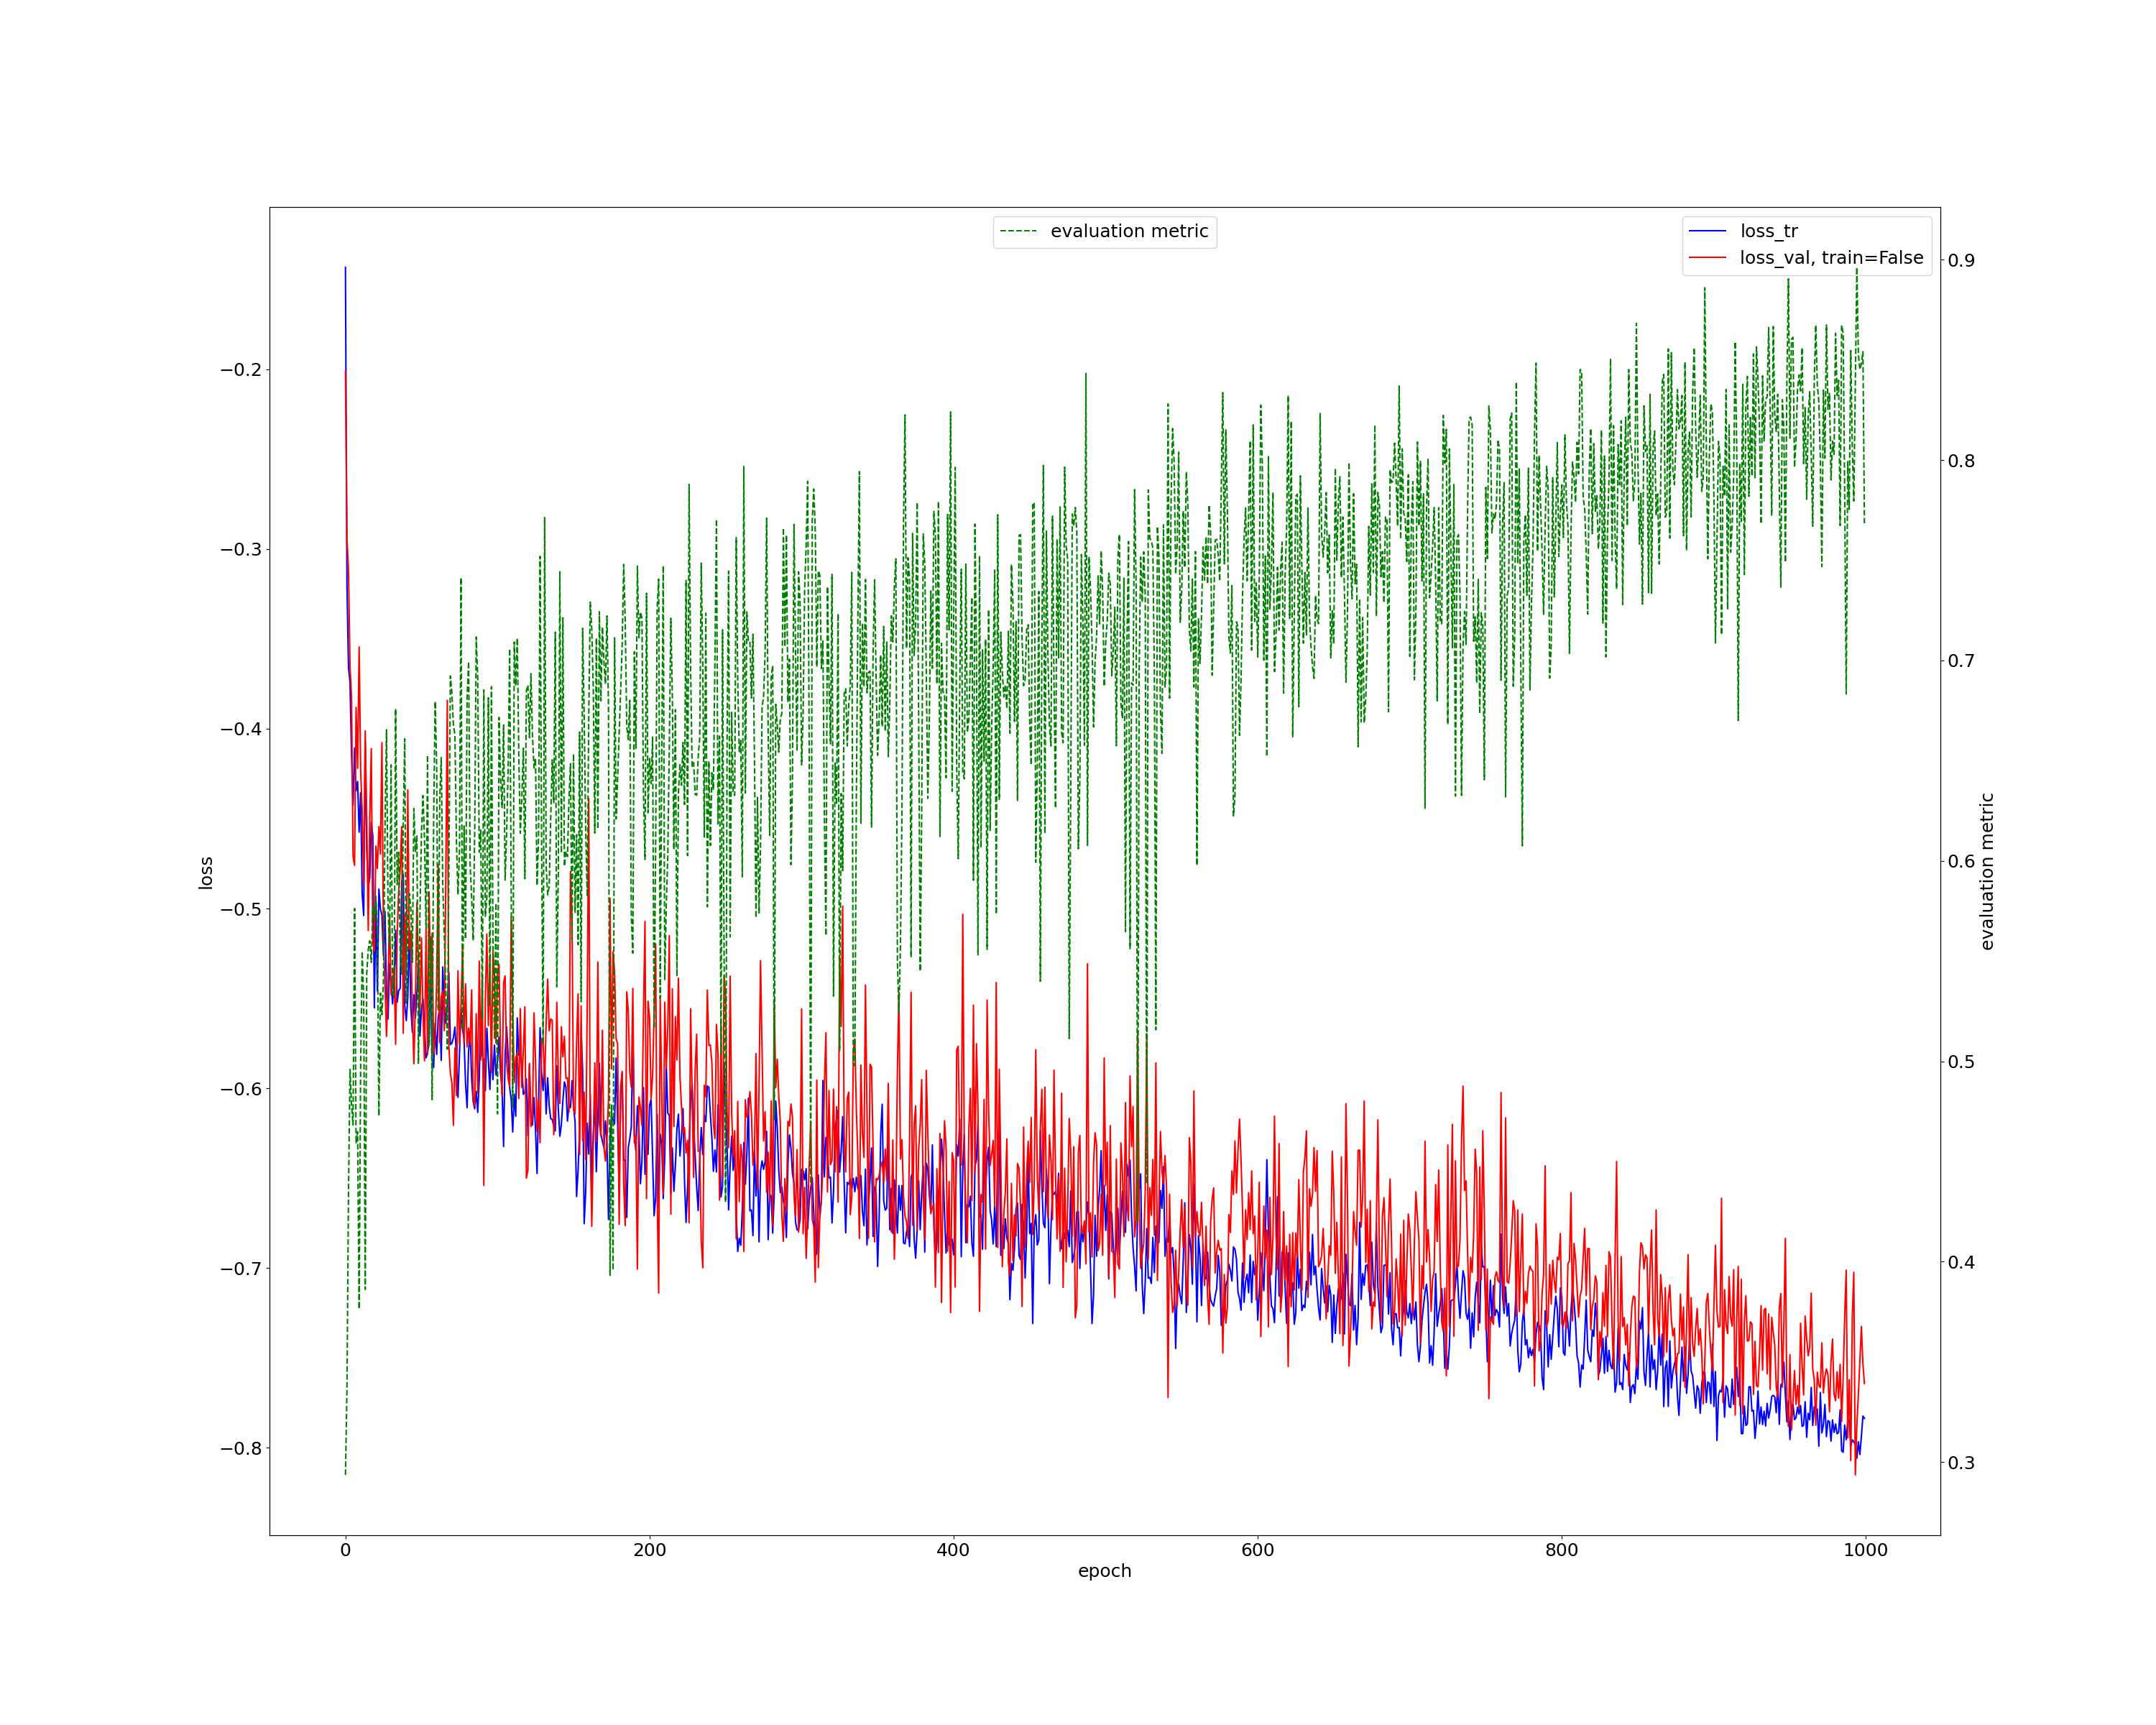 evaluation metric
loss_tr
loss_val, train=False
−0.2
−0.3
−0.4
−0.5
−0.6
−0.7
−0.8
loss
0.9
0.8
0.7
0.6
0.5
0.4
0.3
evaluation metric
0 200 400 600 800 1000
epoch